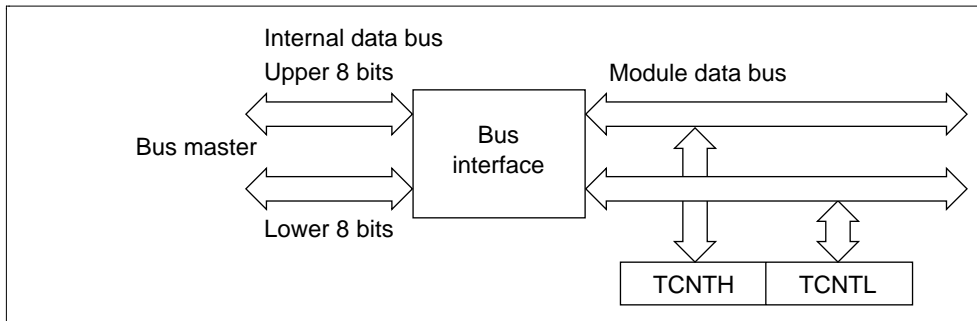 Internal data bus
Upper 8 bits
Module data bus
Bus master
Bus
interface
Lower 8 bits
TCNTH
TCNTL